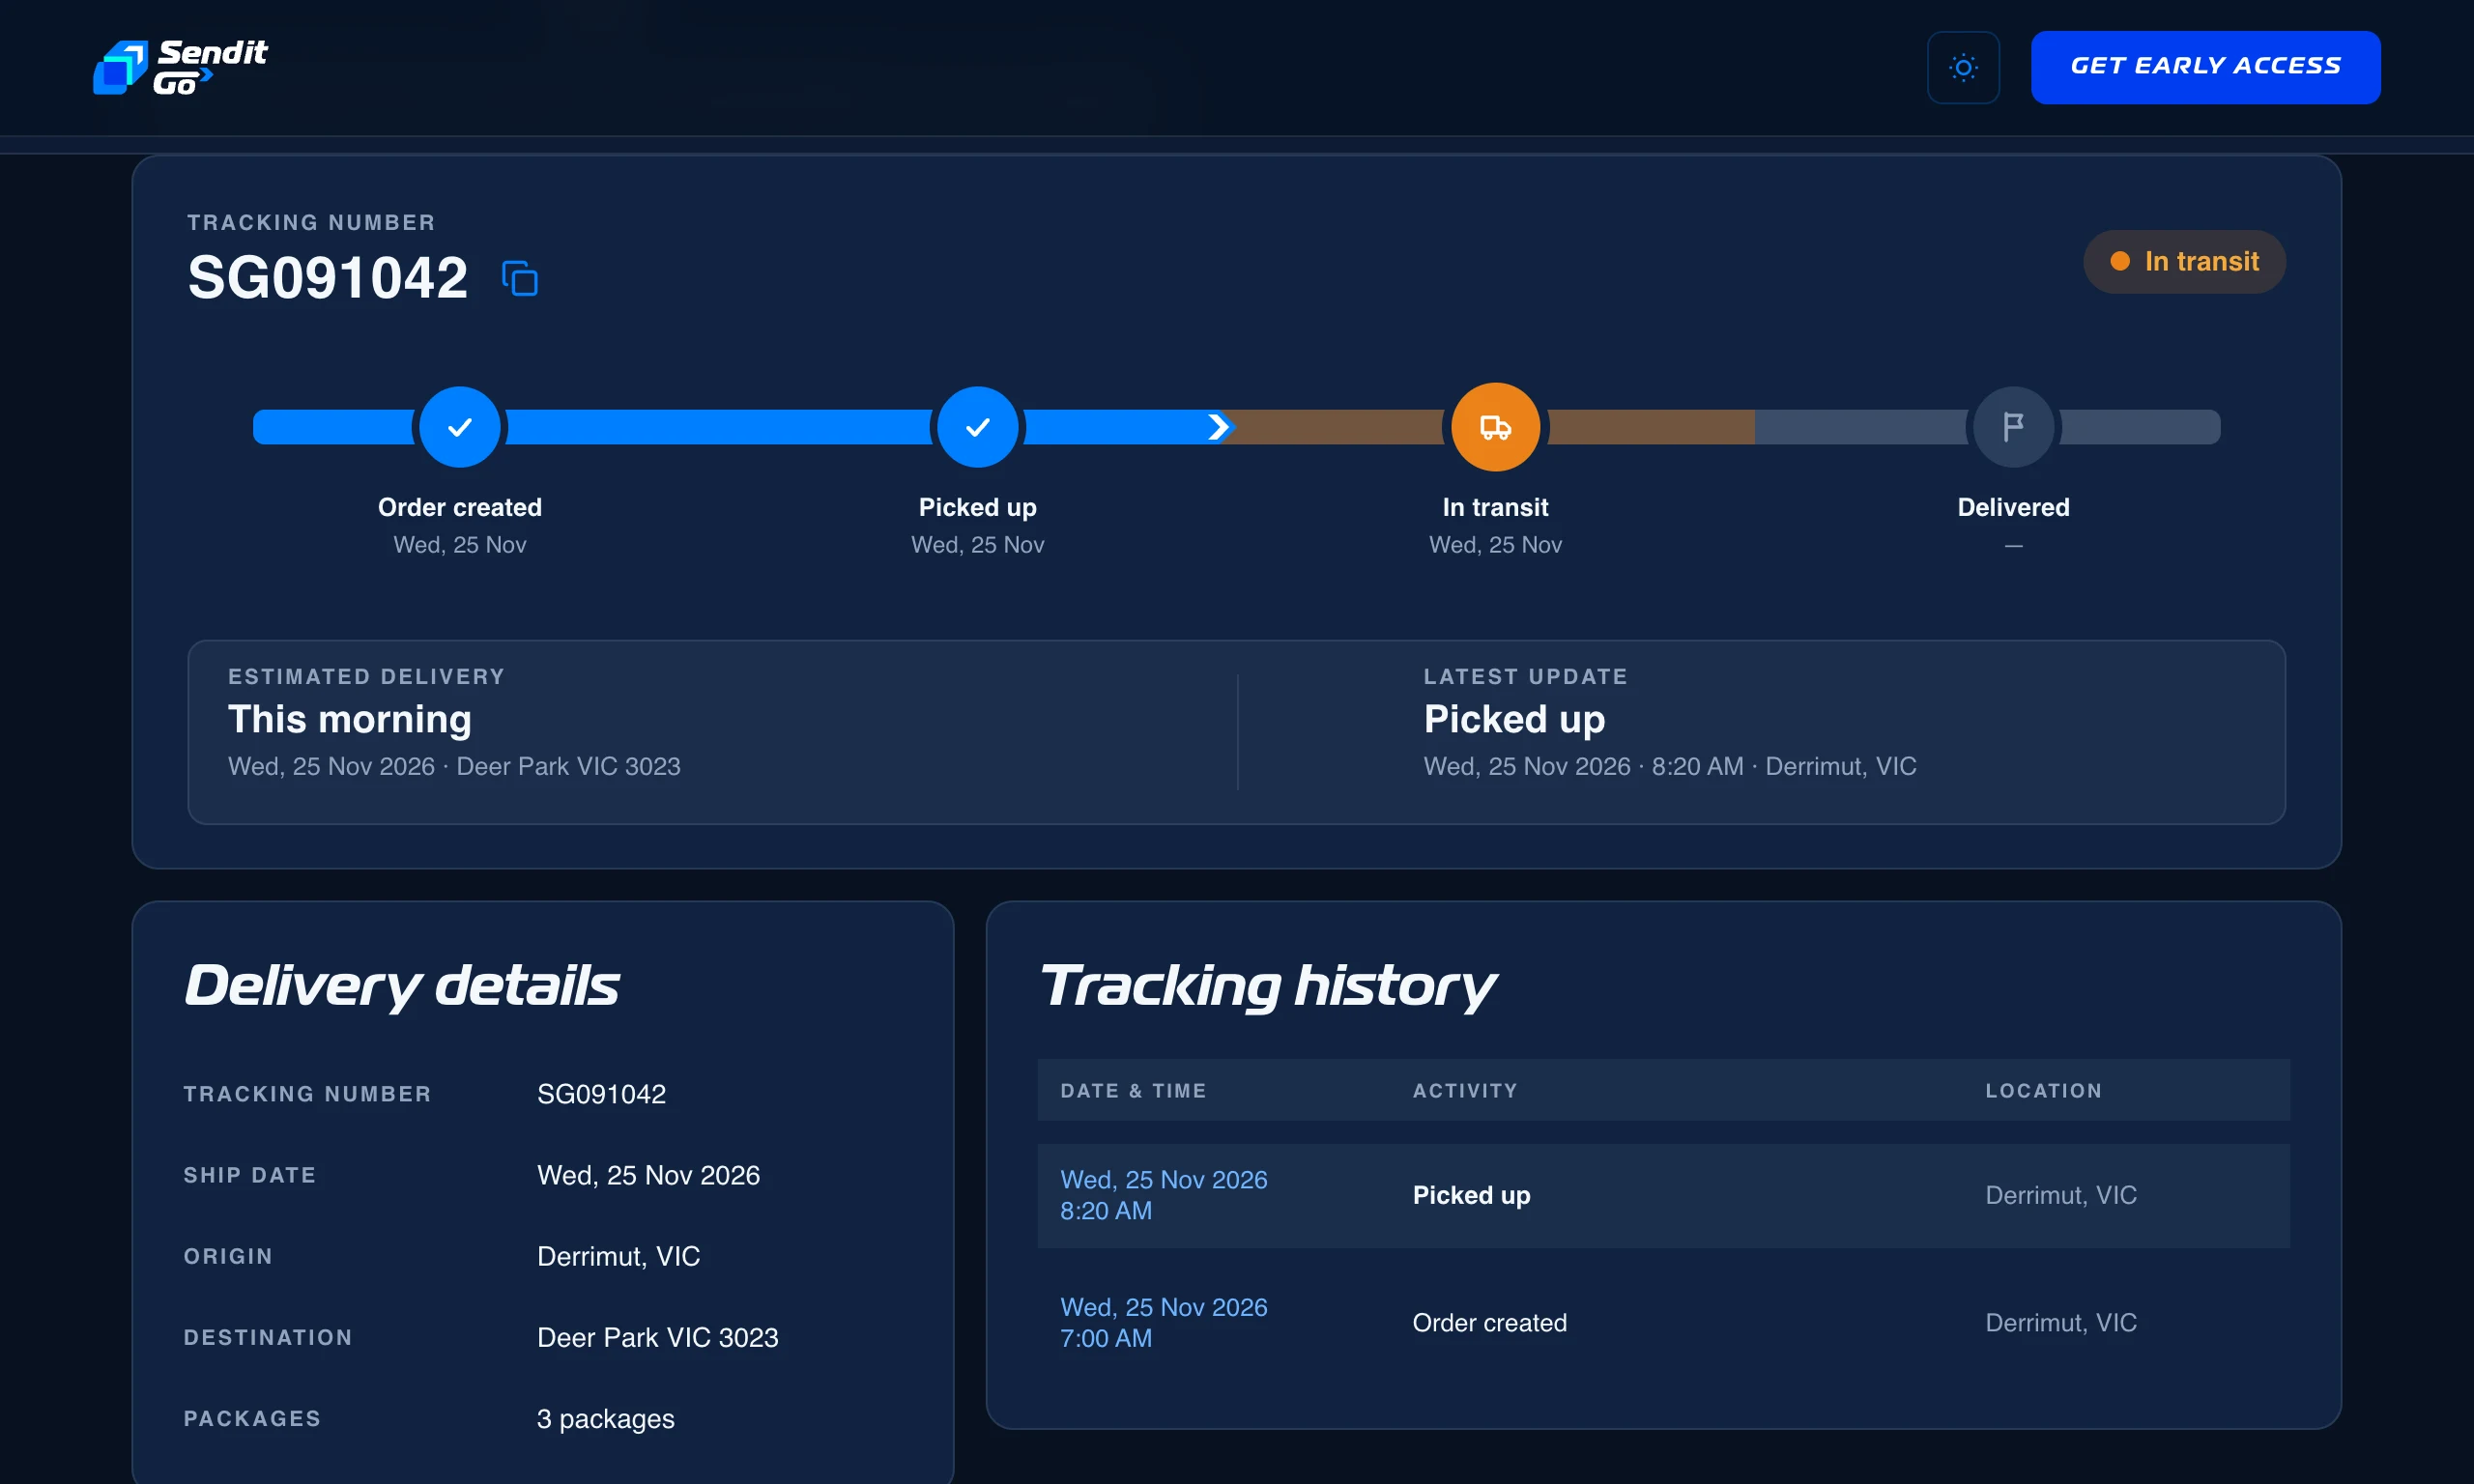 Sendit
Go
GET EARLY ACCESS
TRACKING NUMBER
SG091042
In transit
Order created
Wed, 25 Nov
Picked up
Wed, 25 Nov
In transit
Wed, 25 Nov
Delivered
—
ESTIMATED DELIVERY
This morning
Wed, 25 Nov 2026 · Deer Park VIC 3023
LATEST UPDATE
Picked up
Wed, 25 Nov 2026 · 8:20 AM · Derrimut, VIC
Delivery details
TRACKING NUMBER
SG091042
SHIP DATE
Wed, 25 Nov 2026
ORIGIN
Derrimut, VIC
DESTINATION
Deer Park VIC 3023
PACKAGES
3 packages
Tracking history
DATE & TIME
ACTIVITY
LOCATION
Wed, 25 Nov 2026
8:20 AM
Picked up
Derrimut, VIC
Wed, 25 Nov 2026
7:00 AM
Order created
Derrimut, VIC